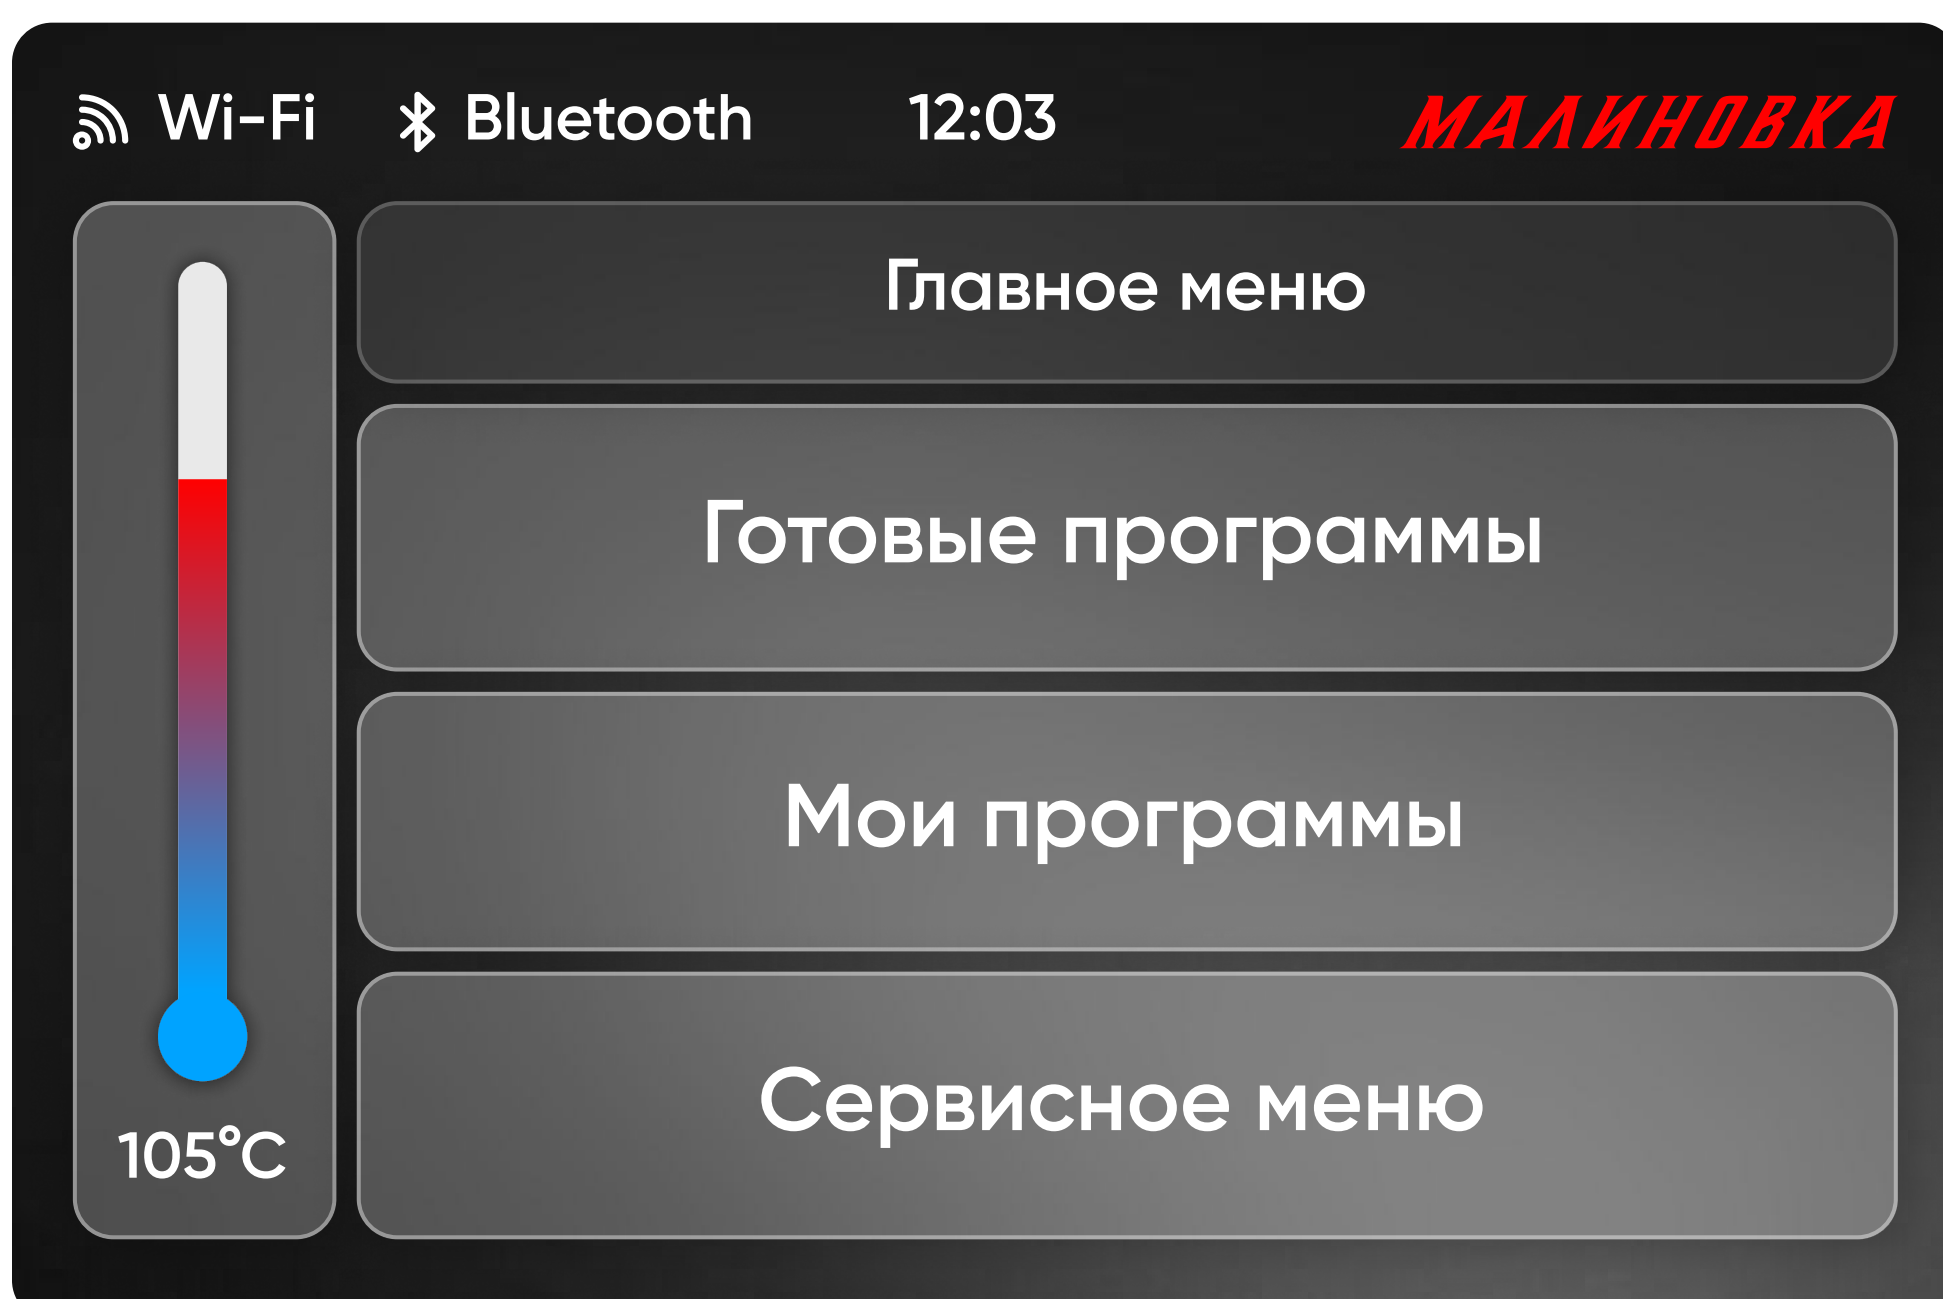 Wi-Fi Bluetooth 12:03 МАЛИНОВКА
Главное меню
Готовые программы
Мои программы
Сервисное меню
105°C